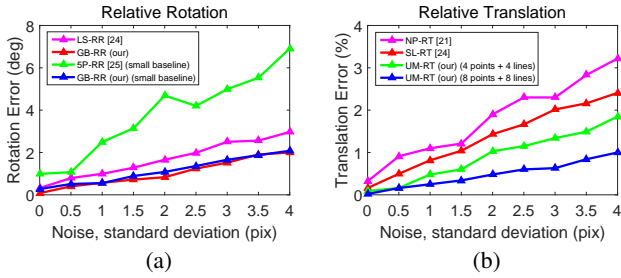 Relative Rotation
Rotation Error (deg)
8
6
4
2
0
LS-RR [24]
GB-RR (our)
5P-RR [25] (small baseline)
GB-RR (our) (small baseline)
0 0.5 1 1.5 2 2.5 3 3.5 4
Noise, standard deviation (pix)
(a)
Relative Translation
Translation Error (%)
4
3
2
1
0
NP-RT [21]
SL-RT [24]
UM-RT (our) (4 points + 4 lines)
UM-RT (our) (8 points + 8 lines)
0 0.5 1 1.5 2 2.5 3 3.5 4
Noise, standard deviation (pix)
(b)